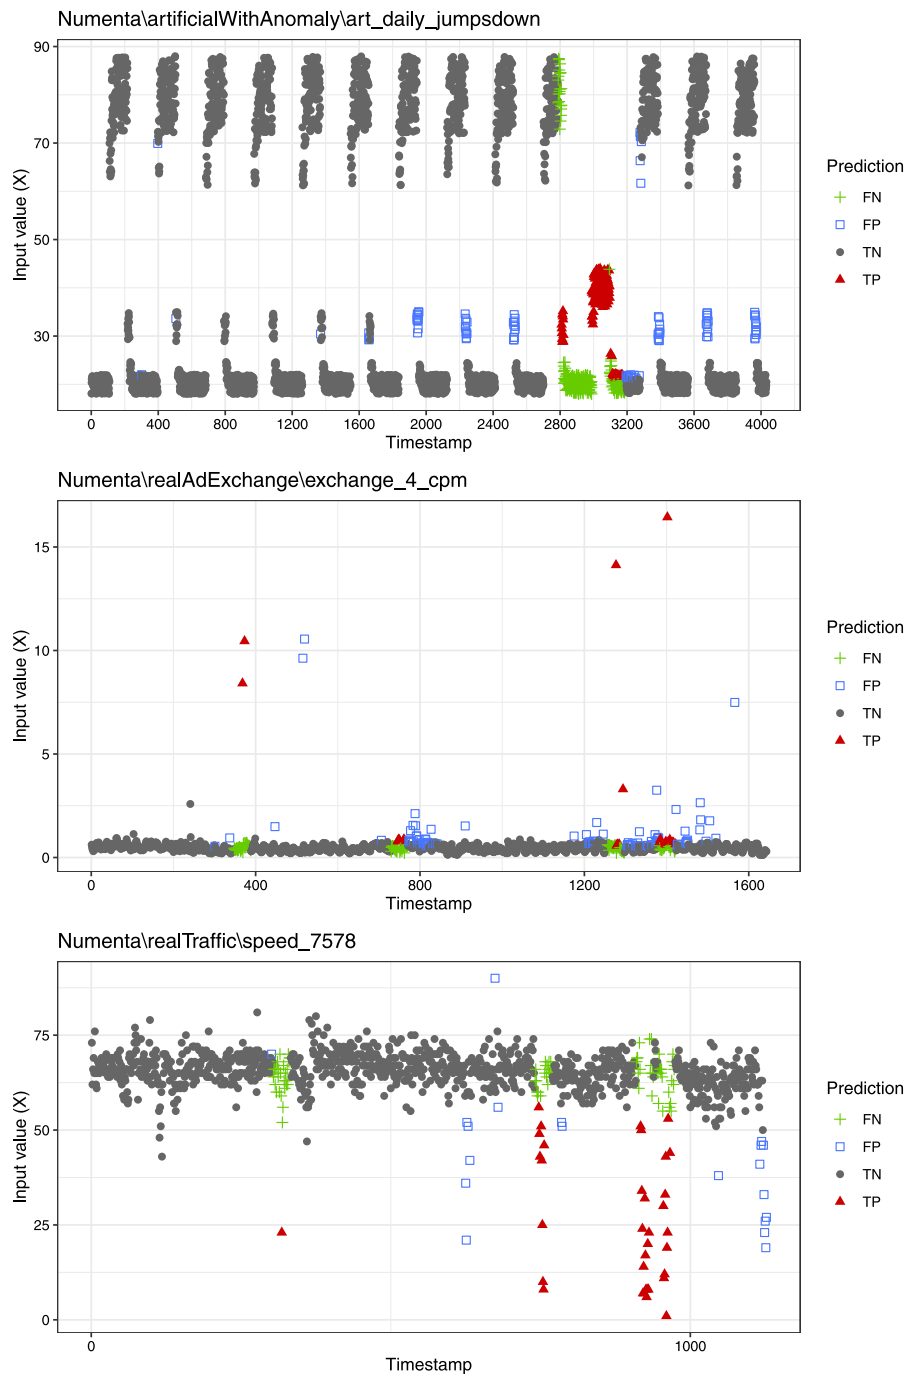 Numenta\artificialWithAnomaly\art_daily_jumpsdown
90
70
50
30
Input value (X)
0 400 800 1200 1600 2000 2400 2800 3200 3600 4000
Timestamp
Prediction
FN
FP
TN
TP
Numenta\realAdExchange\exchange_4_cpm
15
10
5
0
Input value (X)
0 400 800 1200 1600
Timestamp
Prediction
FN
FP
TN
TP
Numenta\realTraffic\speed_7578
75
50
25
0
Input value (X)
0 1000
Timestamp
Prediction
FN
FP
TN
TP